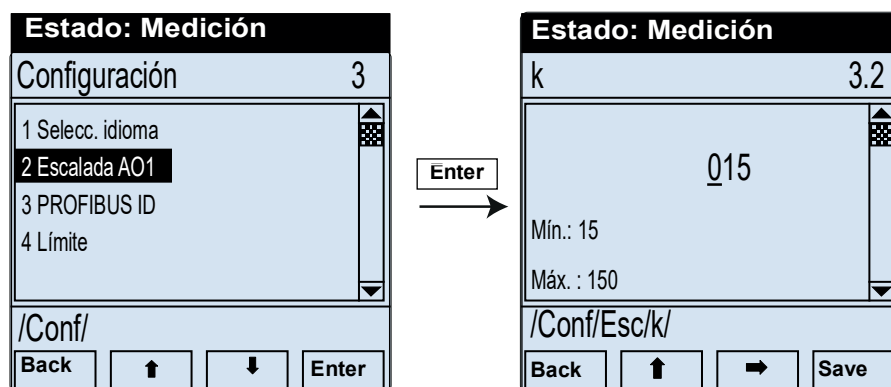 Estado: Medición
Configuración 3
1 Selecc. idioma
2 Escalada AO1
3 PROFIBUS ID
4 Límite
/Conf/
Back Enter
Enter
Estado: Medición
k 3.2
015
Mín.: 15
Máx. : 150
/Conf/Esc/k/
Back Save